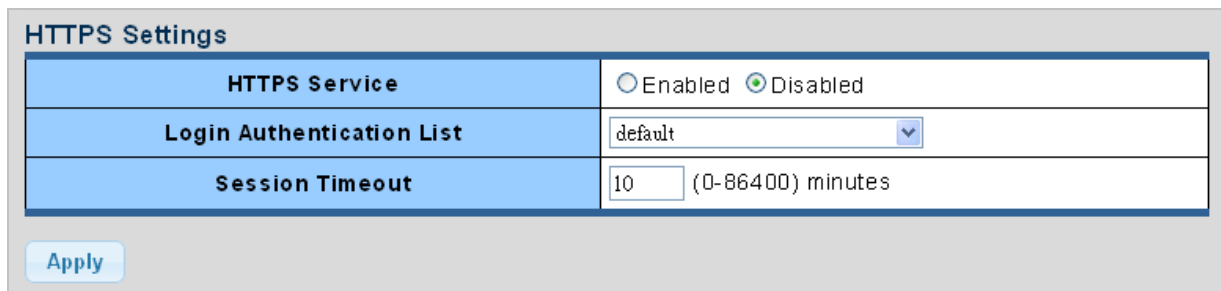 HTTPS Settings
HTTPS Service Enabled Disabled
Login Authentication List default
Session Timeout 10 (0-86400) minutes
Apply